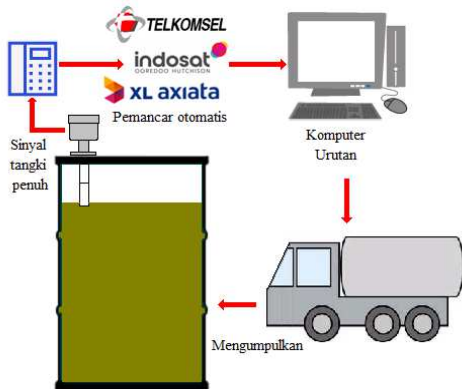 TELKOMSEL
indosat
OOREDOO HUTCHISON
XL axiata
Pemancar otomatis
Sinyal
tangki
penuh
Komputer
Urutan
Mengumpulkan